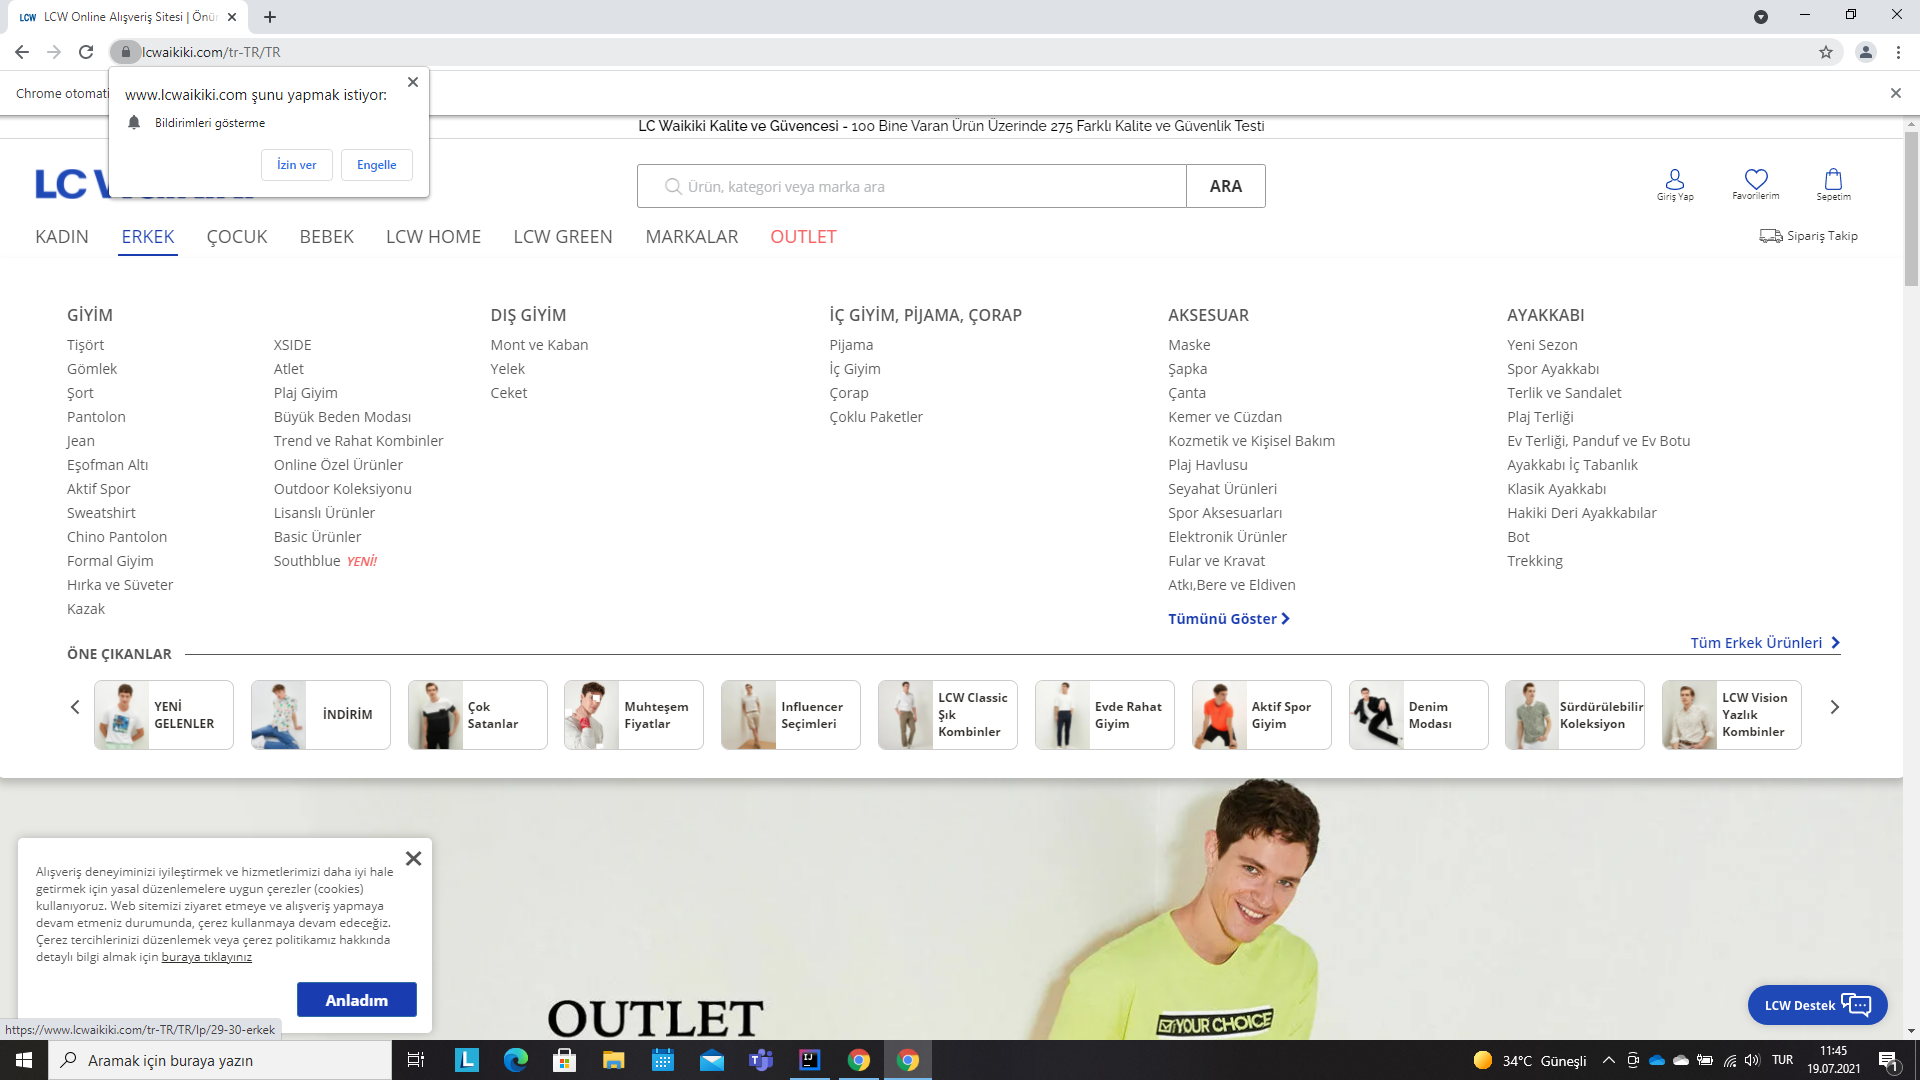 LCW LCW Online Alışveriş Sitesi | Önü
lcwaikiki.com/tr-TR/TR
Chrome otomati
www.lcwaikiki.com şunu yapmak istiyor:
Bildirimleri gösterme
İzin ver Engelle
LC Waikiki Kalite ve Güvencesi - 100 Bine Varan Ürün Üzerinde 275 Farklı Kalite ve Güvenlik Testi
LC W
Ürün, kategori veya marka ara
ARA
Giriş Yap
Favorilerim
Sepetim
KADIN ERKEK ÇOCUK BEBEK LCW HOME LCW GREEN MARKALAR OUTLET
Sipariş Takip
GİYİM
Tişört
Gömlek
Şort
Pantolon
Jean
Eşofman Altı
Aktif Spor
Sweatshirt
Chino Pantolon
Formal Giyim
Hırka ve Süveter
Kazak
XSIDE
Atlet
Plaj Giyim
Büyük Beden Modası
Trend ve Rahat Kombinler
Online Özel Ürünler
Outdoor Koleksiyonu
Lisanslı Ürünler
Basic Ürünler
Southblue YENİ!
DIŞ GİYİM
Mont ve Kaban
Yelek
Ceket
İÇ GİYİM, PİJAMA, ÇORAP
Pijama
İç Giyim
Çorap
Çoklu Paketler
AKSESUAR
Maske
Şapka
Çanta
Kemer ve Cüzdan
Kozmetik ve Kişisel Bakım
Plaj Havlusu
Seyahat Ürünleri
Spor Aksesuarları
Elektronik Ürünler
Fular ve Kravat
Atkı,Bere ve Eldiven
Tümünü Göster
AYAKKABI
Yeni Sezon
Spor Ayakkabı
Terlik ve Sandalet
Plaj Terliği
Ev Terliği, Panduf ve Ev Botu
Ayakkabı İç Tabanlık
Klasik Ayakkabı
Hakiki Deri Ayakkabılar
Bot
Trekking
Tüm Erkek Ürünleri
ÖNE ÇIKANLAR
YENİ
GELENLER
İNDİRİM
Çok
Satanlar
Muhteşem
Fiyatlar
Influencer
Seçimleri
LCW Classic
Şık
Kombinler
Evde Rahat
Giyim
Aktif Spor
Giyim
Denim
Modası
Sürdürülebilir
Koleksiyon
LCW Vision
Yazlık
Kombinler
Alışveriş deneyiminizi iyileştirmek ve hizmetlerimizi daha iyi hale
getirmek için yasal düzenlemelere uygun çerezler (cookies)
kullanıyoruz. Web sitemizi ziyaret etmeye ve alışveriş yapmaya
devam etmeniz durumunda, çerez kullanmaya devam edeceğiz.
Çerez tercihlerinizi düzenlemek veya çerez politikamız hakkında
detaylı bilgi almak için buraya tıklayınız
Anladım
OUTLET
YOUR CHOICE
LCW Destek
https://www.lcwaikiki.com/tr-TR/TR/lp/29-30-erkek
Aramak için buraya yazın
L
IJ
34°C Güneşli
TUR
11:45
19.07.2021
1